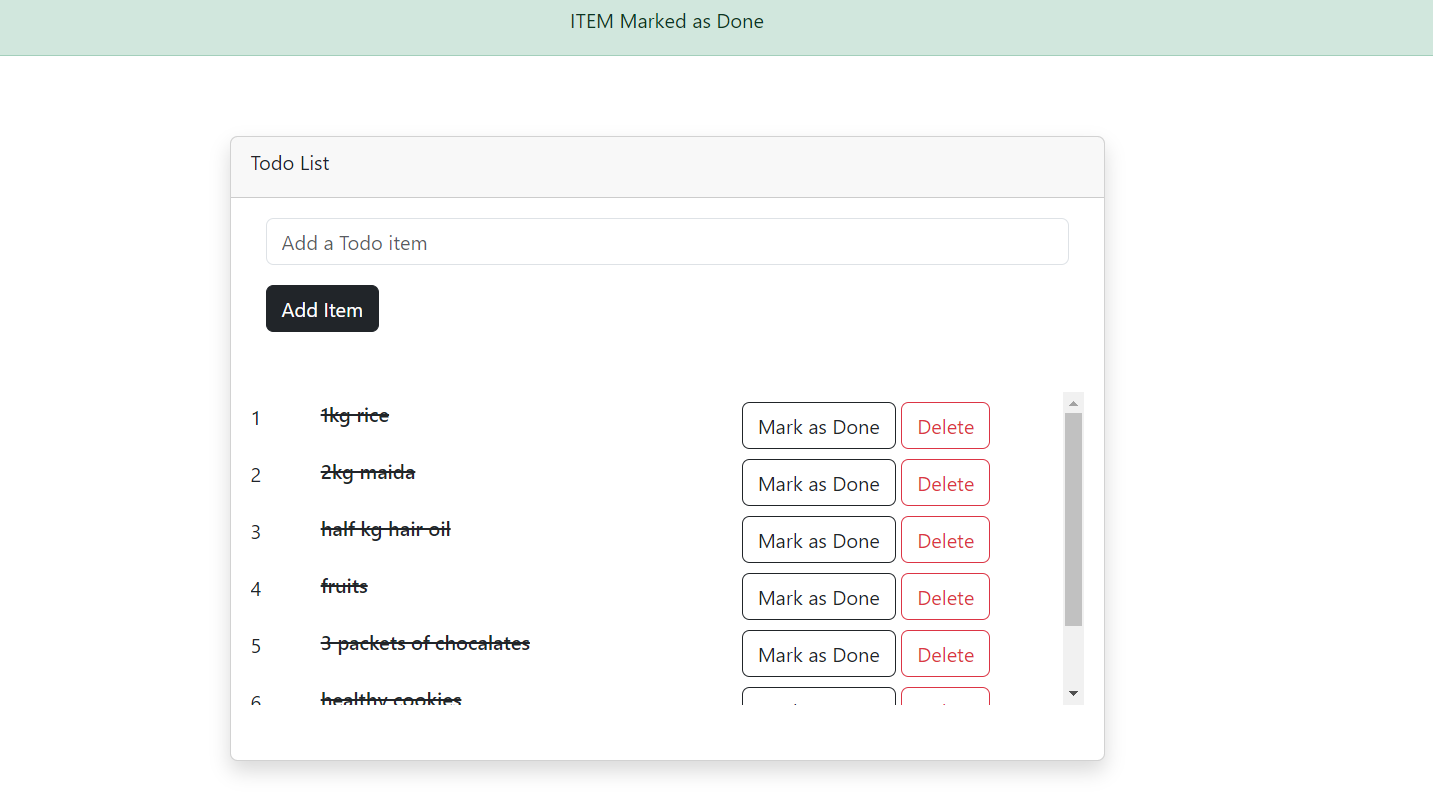 ITEM Marked as Done
Todo List
Add a Todo item
Add Item
1 1kg rice Mark as Done Delete
2 2kg maida Mark as Done Delete
3 half kg hair oil Mark as Done Delete
4 fruits Mark as Done Delete
5 3 packets of chocalates Mark as Done Delete
6 healthy cookies